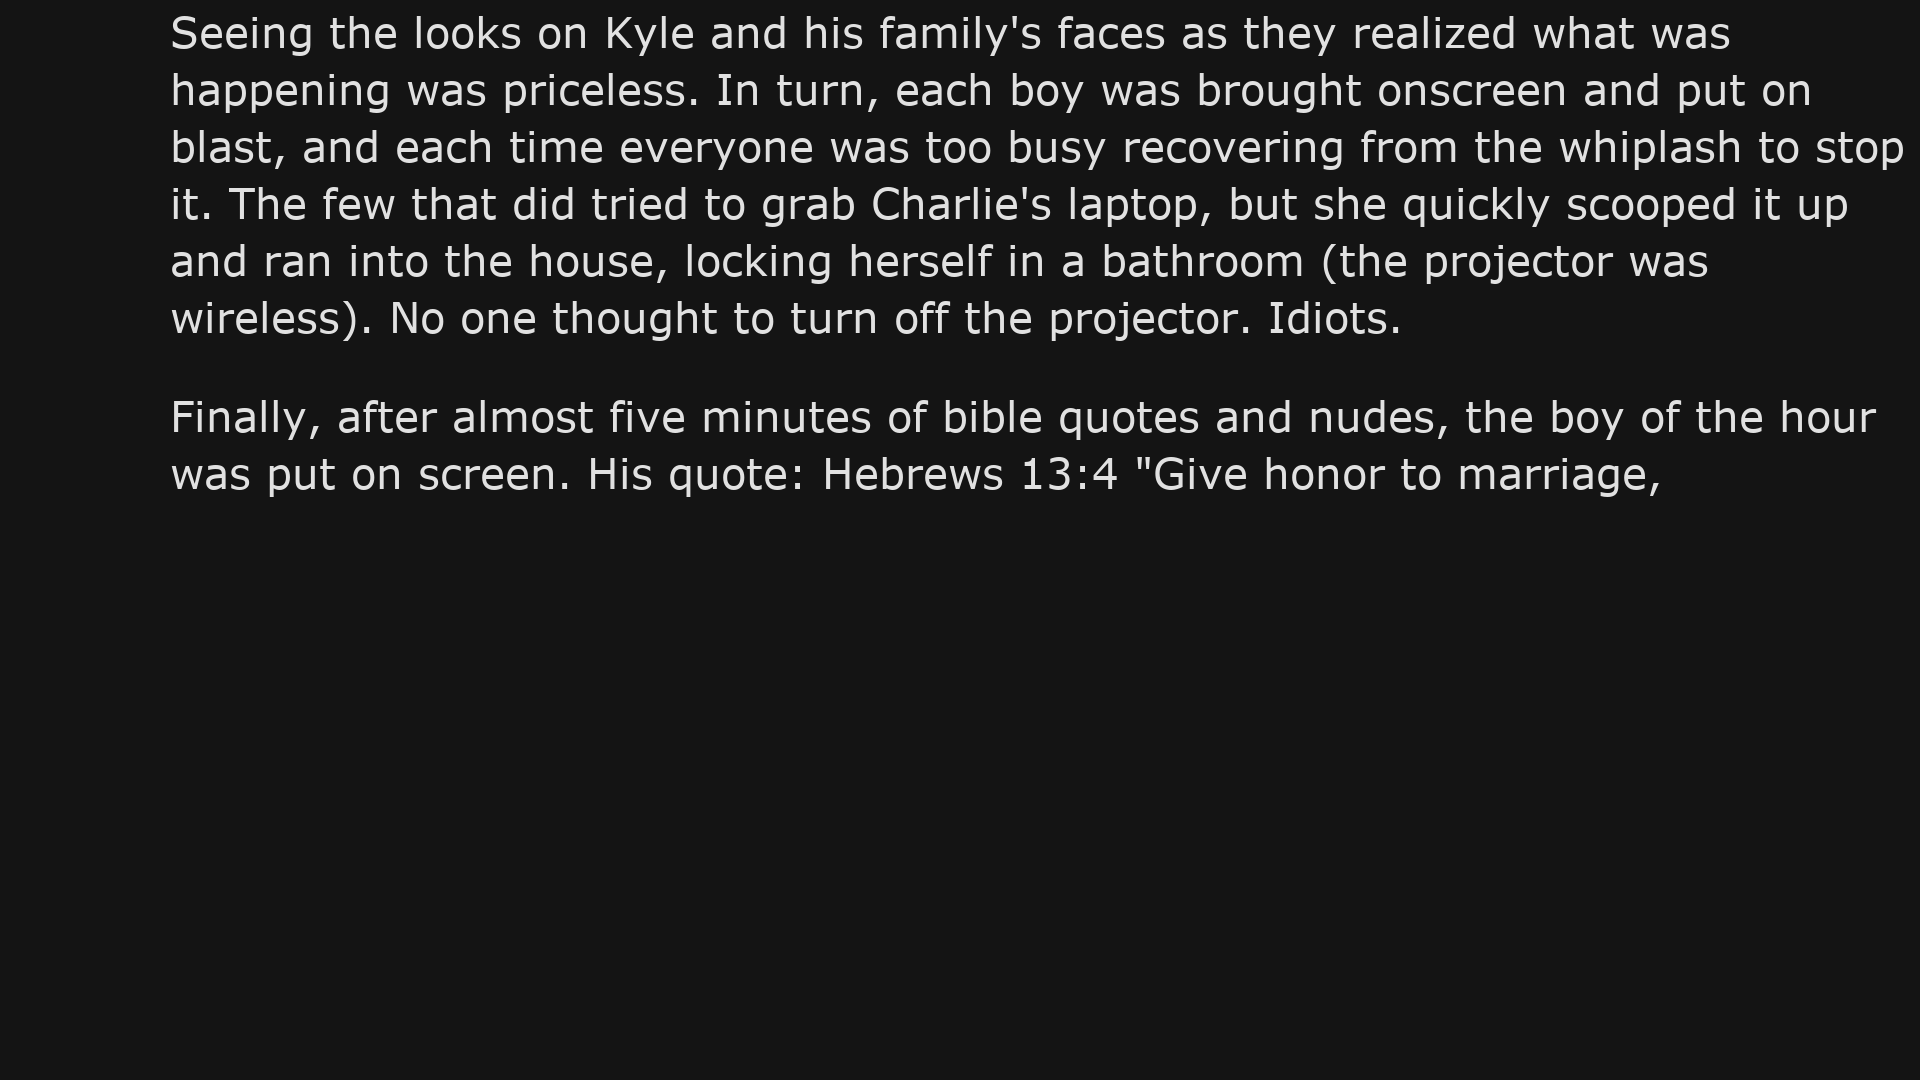 Seeing the looks on Kyle and his family's faces as they realized what was
happening was priceless. In turn, each boy was brought onscreen and put on
blast, and each time everyone was too busy recovering from the whiplash to stop
it. The few that did tried to grab Charlie's laptop, but she quickly scooped it up
and ran into the house, locking herself in a bathroom (the projector was
wireless). No one thought to turn off the projector. Idiots.
Finally, after almost five minutes of bible quotes and nudes, the boy of the hour
was put on screen. His quote: Hebrews 13:4 "Give honor to marriage,